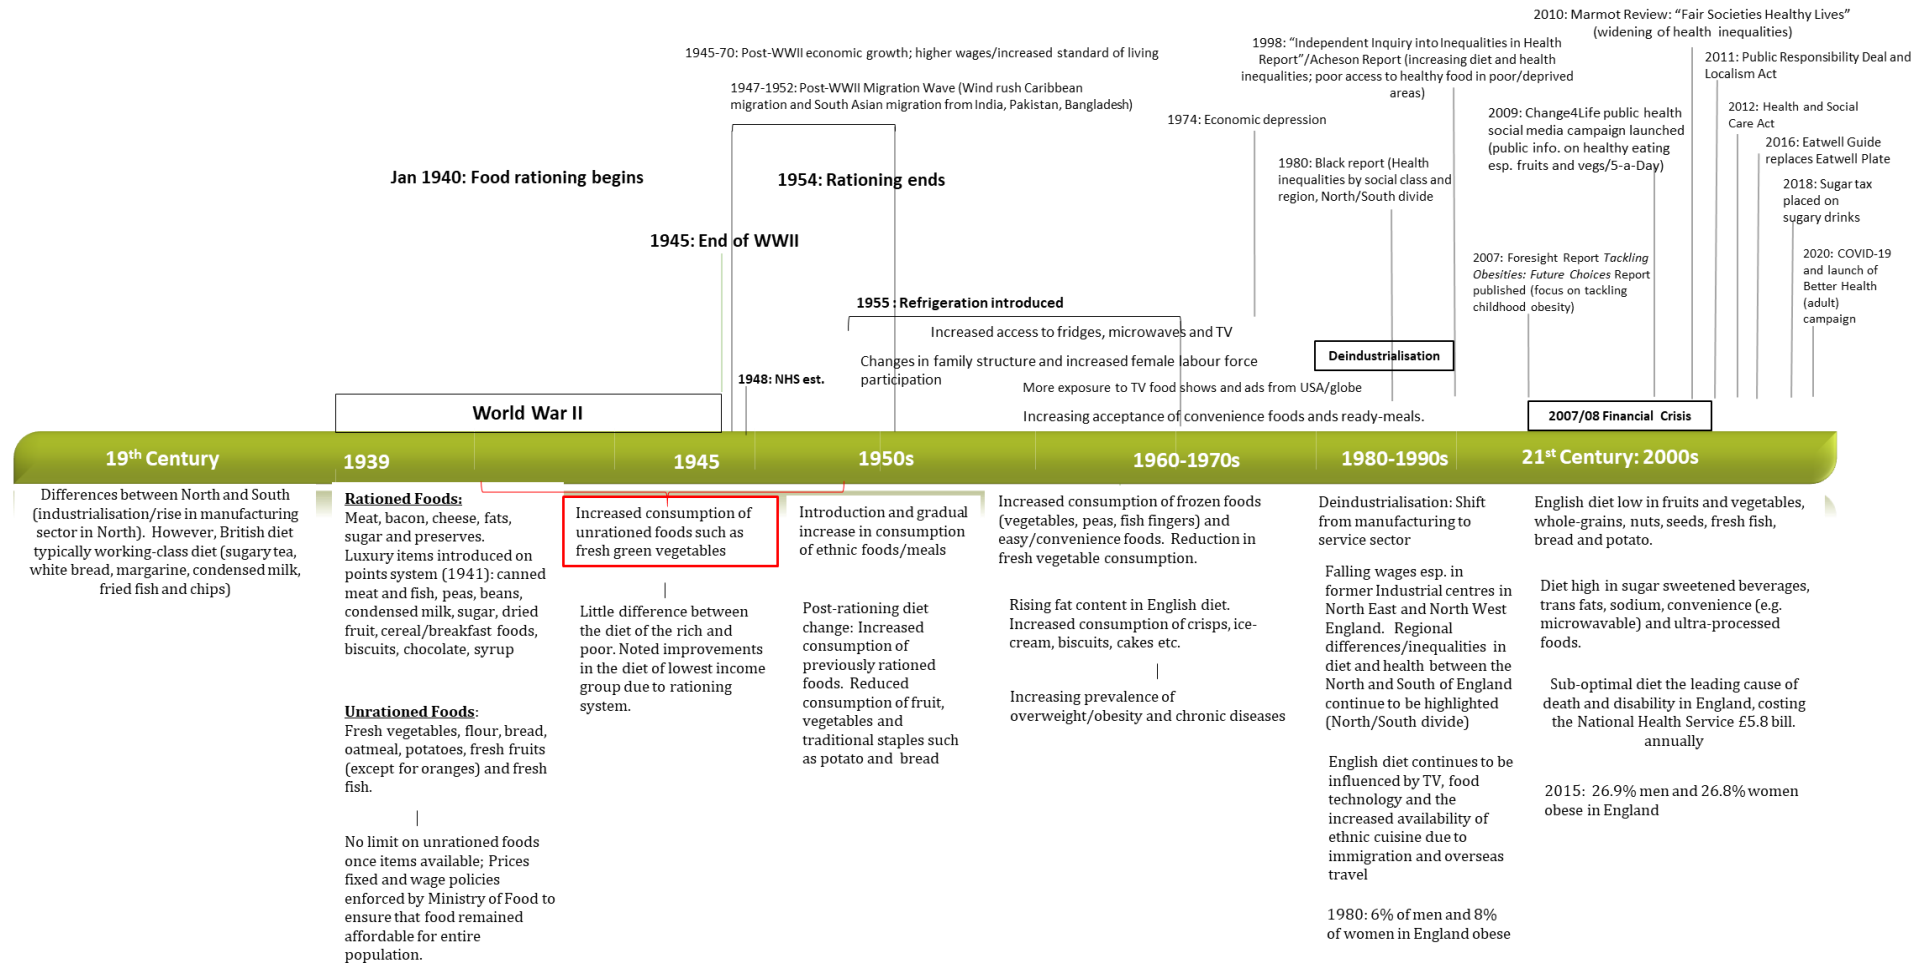 2010: Marmot Review: “Fair Societies Healthy Lives”
(widening of health inequalities)
1945-70: Post-WWII economic growth; higher wages/increased standard of living
1998: “Independent Inquiry into Inequalities in Health
Report”/Acheson Report (increasing diet and health
inequalities; poor access to healthy food in poor/deprived
areas)
2011: Public Responsibility Deal and
Localism Act
1947-1952: Post-WWII Migration Wave (Wind rush Caribbean
migration and South Asian migration from India, Pakistan, Bangladesh)
1974: Economic depression
2009: Change4Life public health
social media campaign launched
(public info. on healthy eating
esp. fruits and vegs/5-a-Day)
2012: Health and Social
Care Act
2016: Eatwell Guide
replaces Eatwell Plate
Jan 1940: Food rationing begins
1954: Rationing ends
1980: Black report (Health
inequalities by social class and
region, North/South divide
2018: Sugar tax
placed on
sugary drinks
1945: End of WWII
2007: Foresight Report Tackling
Obesities: Future Choices Report
published (focus on tackling
childhood obesity)
2020: COVID-19
and launch of
Better Health
(adult)
campaign
1955 : Refrigeration introduced
Increased access to fridges, microwaves and TV
Changes in family structure and increased female labour force
participation
Deindustrialisation
1948: NHS est.
More exposure to TV food shows and ads from USA/globe
World War II
Increasing acceptance of convenience foods ands ready-meals.
2007/08 Financial Crisis
19th Century
1939
1945
1950s
1960-1970s
1980-1990s
21st Century: 2000s
Differences between North and South
(industrialisation/rise in manufacturing
sector in North). However, British diet
typically working-class diet (sugary tea,
white bread, margarine, condensed milk,
fried fish and chips)
Rationed Foods:
Meat, bacon, cheese, fats,
sugar and preserves.
Luxury items introduced on
points system (1941): canned
meat and fish, peas, beans,
condensed milk, sugar, dried
fruit, cereal/breakfast foods,
biscuits, chocolate, syrup
Unrationed Foods:
Fresh vegetables, flour, bread,
oatmeal, potatoes, fresh fruits
(except for oranges) and fresh
fish.
No limit on unrationed foods
once items available; Prices
fixed and wage policies
enforced by Ministry of Food to
ensure that food remained
affordable for entire
population.
Increased consumption of
unrationed foods such as
fresh green vegetables
Little difference between
the diet of the rich and
poor. Noted improvements
in the diet of lowest income
group due to rationing
system.
Introduction and gradual
increase in consumption
of ethnic foods/meals
Post-rationing diet
change: Increased
consumption of
previously rationed
foods. Reduced
consumption of fruit,
vegetables and
traditional staples such
as potato and bread
Increased consumption of frozen foods
(vegetables, peas, fish fingers) and
easy/convenience foods. Reduction in
fresh vegetable consumption.
Rising fat content in English diet.
Increased consumption of crisps, ice-
cream, biscuits, cakes etc.
Increasing prevalence of
overweight/obesity and chronic diseases
Deindustrialisation: Shift
from manufacturing to
service sector
Falling wages esp. in
former Industrial centres in
North East and North West
England. Regional
differences/inequalities in
diet and health between the
North and South of England
continue to be highlighted
(North/South divide)
English diet continues to be
influenced by TV, food
technology and the
increased availability of
ethnic cuisine due to
immigration and overseas
travel
1980: 6% of men and 8%
of women in England obese
English diet low in fruits and vegetables,
whole-grains, nuts, seeds, fresh fish,
bread and potato.
Diet high in sugar sweetened beverages,
trans fats, sodium, convenience (e.g.
microwavable) and ultra-processed
foods.
Sub-optimal diet the leading cause of
death and disability in England, costing
the National Health Service £5.8 bill.
annually
2015: 26.9% men and 26.8% women
obese in England